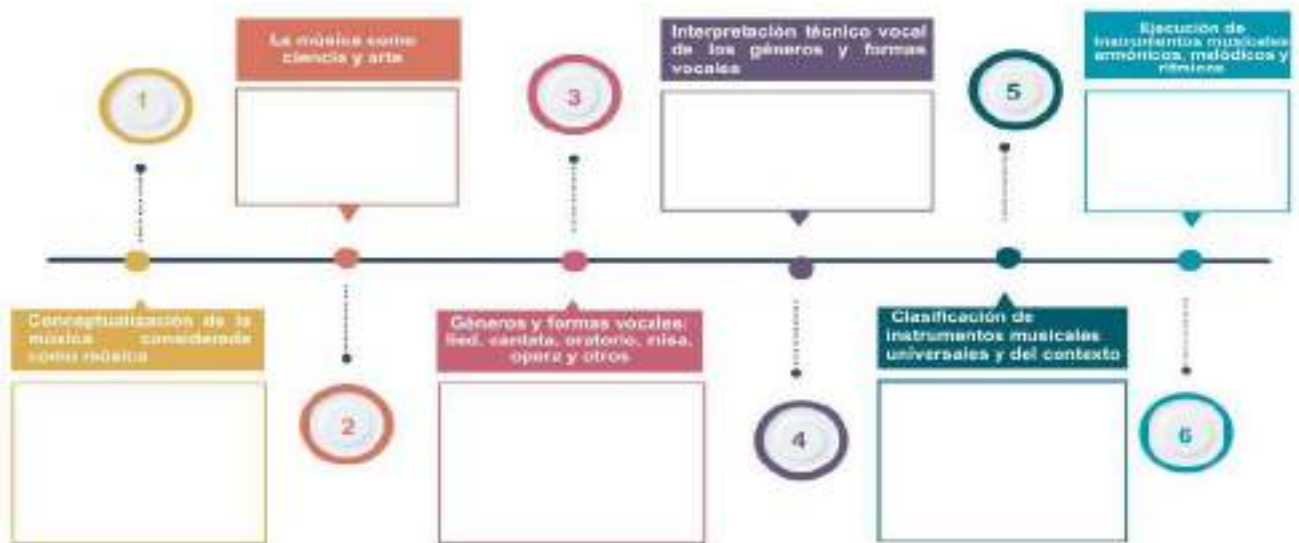 1
La música como
ciencia y arte
3
Interpretación técnico vocal
de los géneros y formas
vocales
5
Ejecución de
instrumentos musicales
armónicos, melódicos y
rítmicos
Conceptualización de la
música considerada
como música
2
Géneros y formas vocales:
lied, cantata, oratorio, misa,
opera y otros
4
Clasificación de
instrumentos musicales
universales y del contexto
6